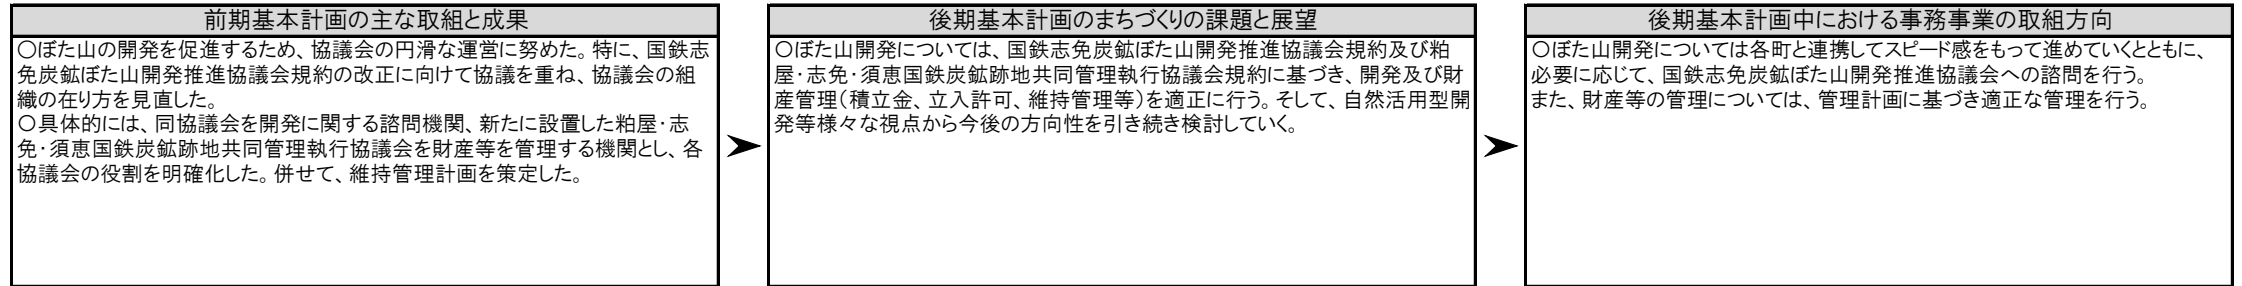 前期基本計画の主な取組と成果
○ぼた山の開発を促進するため、協議会の円滑な運営に努めた。特に、国鉄志
免炭鉱ぼた山開発推進協議会規約の改正に向けて協議を重ね、協議会の組
織の在り方を見直した。
○具体的には、同協議会を開発に関する諮問機関、新たに設置した粕屋・志
免・須恵国鉄炭鉱跡地共同管理執行協議会を財産等を管理する機関とし、各
協議会の役割を明確化した。併せて、維持管理計画を策定した。
後期基本計画のまちづくりの課題と展望
○ぼた山開発については、国鉄志免炭鉱ぼた山開発推進協議会規約及び粕
屋・志免・須恵国鉄炭鉱跡地共同管理執行協議会規約に基づき、開発及び財
産管理（積立金、立入許可、維持管理等）を適正に行う。そして、自然活用型開
発等様々な視点から今後の方向性を引き続き検討していく。
後期基本計画中における事務事業の取組方向
○ぼた山開発については各町と連携してスピード感をもって進めていくとともに、
必要に応じて、国鉄志免炭鉱ぼた山開発推進協議会への諮問を行う。
また、財産等の管理については、管理計画に基づき適正な管理を行う。